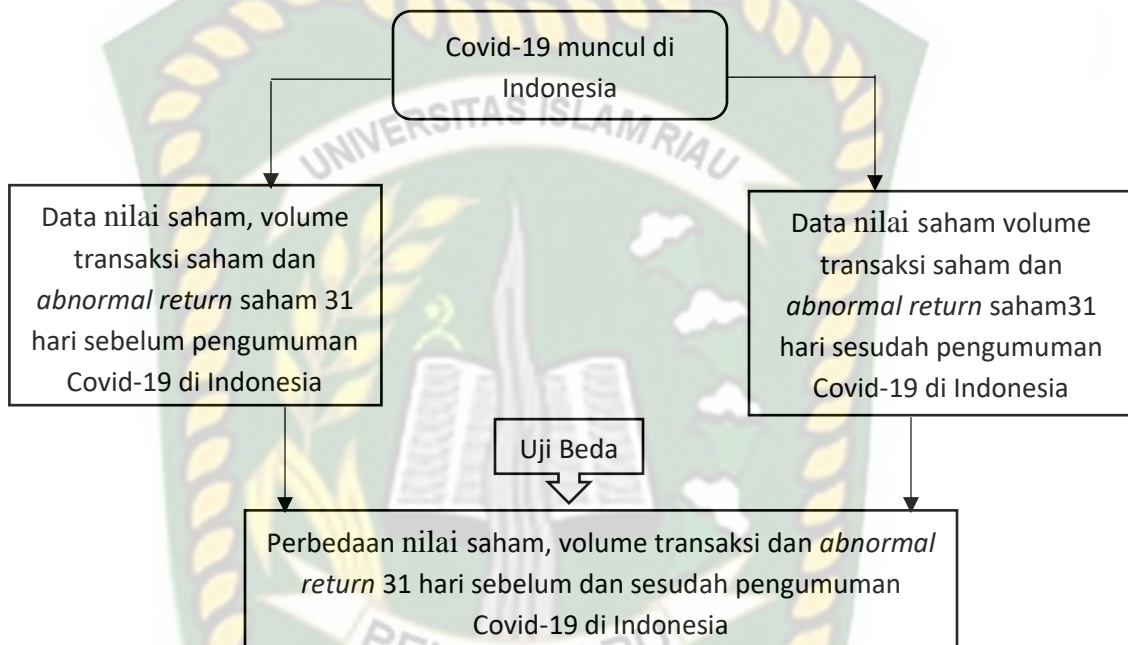 Covid-19 muncul di
Indonesia
UNIVERSITAS ISLAM RIAU
Data nilai saham, volume
transaksi saham dan
abnormal return saham 31
hari sebelum pengumuman
Covid-19 di Indonesia
Data nilai saham volume
transaksi saham dan
abnormal return saham31
hari sesudah pengumuman
Covid-19 di Indonesia
Uji Beda
Perbedaan nilai saham, volume transaksi dan abnormal
return 31 hari sebelum dan sesudah pengumuman
Covid-19 di Indonesia